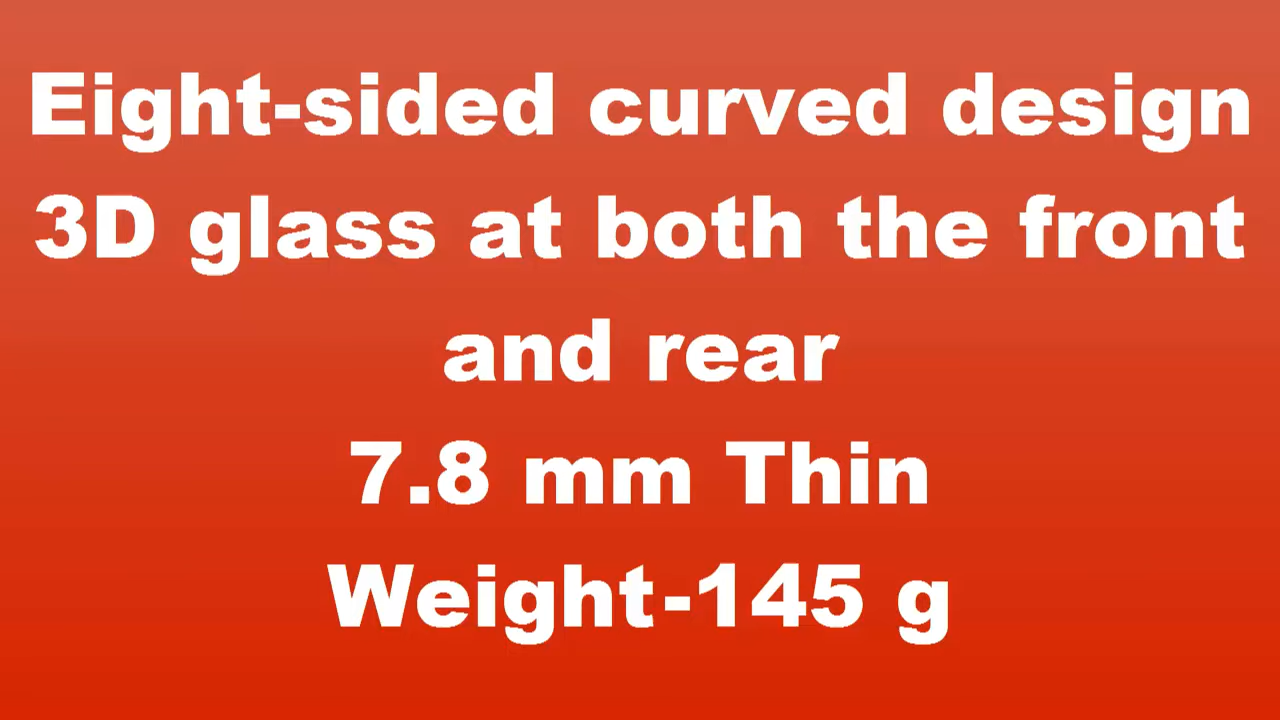 Eight-sided curved design
3D glass at both the front
and rear
7.8 mm Thin
Weight-145 g